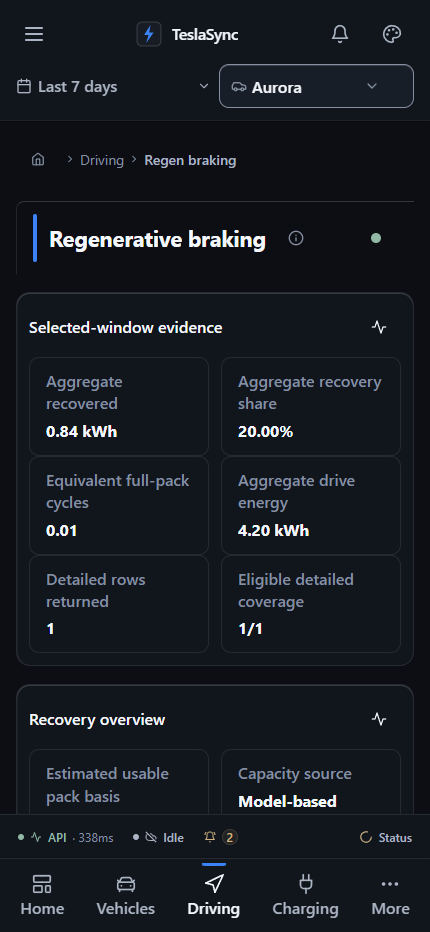 TeslaSync
Last 7 days
Aurora
Driving
Regen braking
Regenerative braking
Selected-window evidence
Aggregate
recovered
0.84 kWh
Aggregate recovery
share
20.00%
Equivalent full-pack
cycles
0.01
Aggregate drive
energy
4.20 kWh
Detailed rows
returned
1
Eligible detailed
coverage
1/1
Recovery overview
Estimated usable
pack basis
Capacity source
Model-based
API · 338ms
Idle
2
Status
Home
Vehicles
Driving
Charging
More